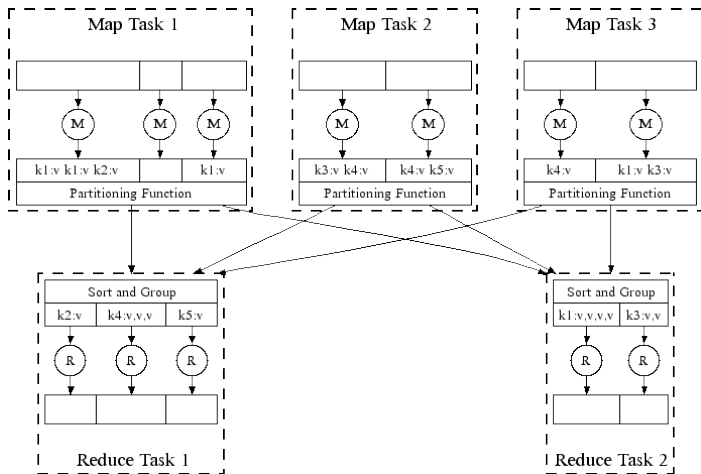 Map Task 1
Map Task 2
Map Task 3
M
M
M
M
M
M
M
k1:v k1:v k2:v
k1:v
k3:v k4:v
k4:v k5:v
k4:v
k1:v k3:v
Partitioning Function
Partitioning Function
Partitioning Function
Sort and Group
Sort and Group
k2:v
k4:v,v,v
k5:v
k1:v,v,v,v
k3:v,v
R
R
R
R
R
Reduce Task 1
Reduce Task 2